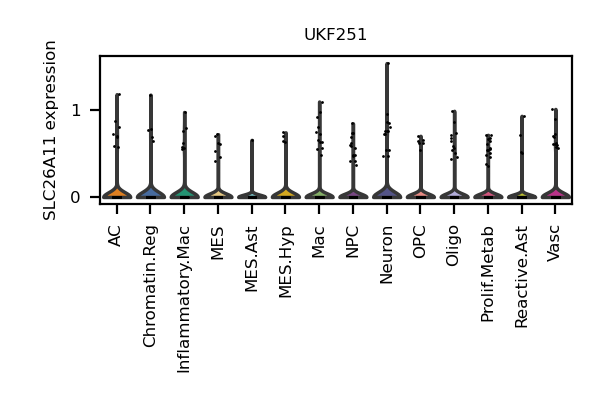 UKF251
SLC26A11 expression
1
0
AC
Chromatin.Reg
Inflammatory.Mac
MES
MES.Ast
MES.Hyp
Mac
NPC
Neuron
OPC
Oligo
Prolif.Metab
Reactive.Ast
Vasc